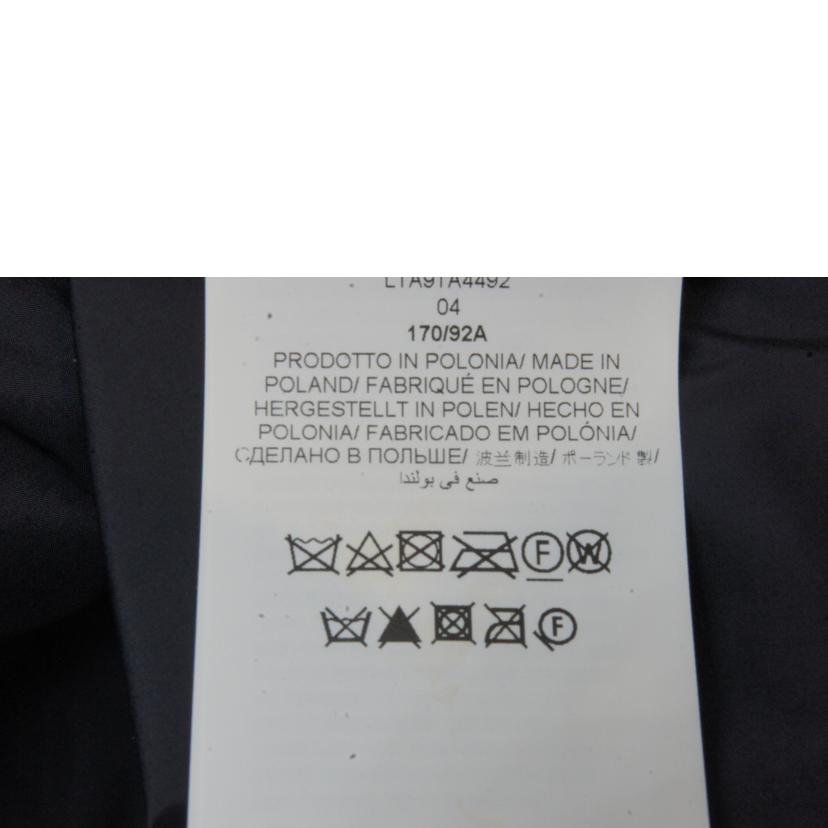 L1A91A4492
04
170/92A
PRODOTTO IN POLONIA/ MADE IN
POLAND/ FABRIQUÉ EN POLOGNE/
HERGESTELLT IN POLEN/ HECHO EN
POLONIA/ FABRICADO EM POLÓNIA/
СДЕЛАНО В ПОЛЬШЕ/ 波兰制造/ ポーランド製/
صنع في بولندا
F W
F